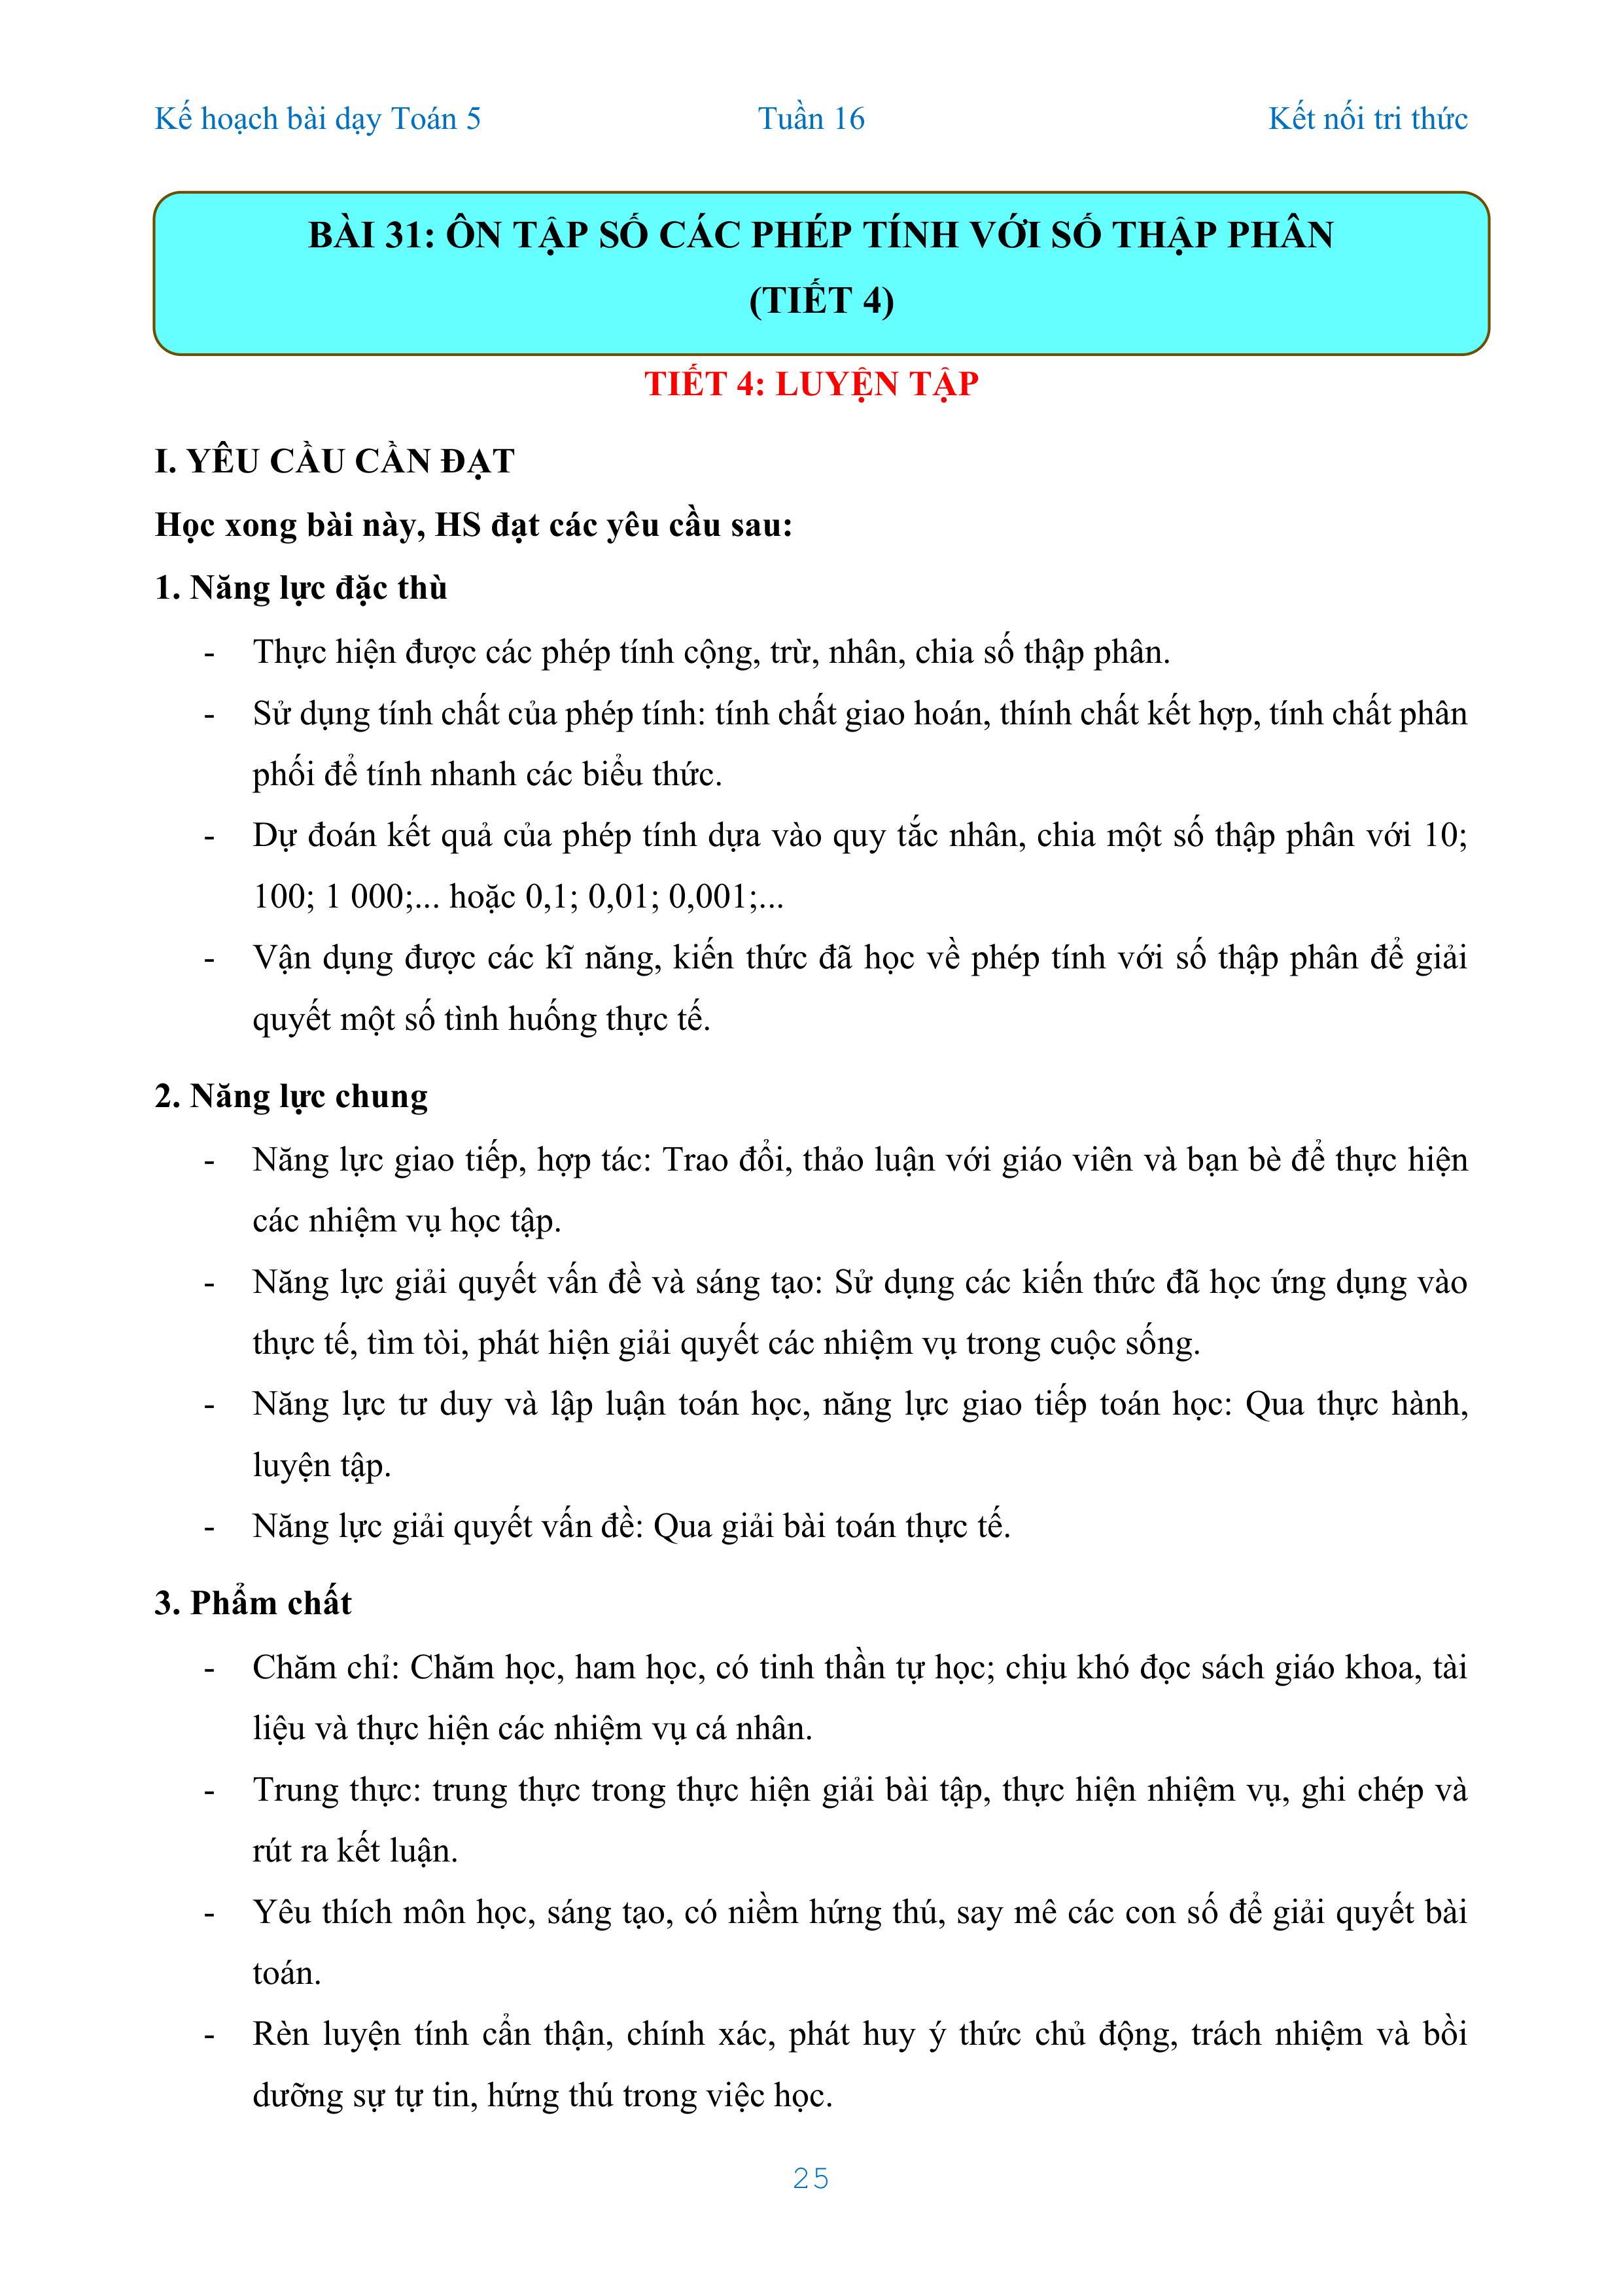 Kế hoạch bài dạy Toán 5 Tuần 16 Kết nối tri thức
BÀI 31: ÔN TẬP SỐ CÁC PHÉP TÍNH VỚI SỐ THẬP PHÂN
(TIẾT 4)
TIẾT 4: LUYỆN TẬP
I. YÊU CẦU CẦN ĐẠT
Học xong bài này, HS đạt các yêu cầu sau:
1. Năng lực đặc thù
- Thực hiện được các phép tính cộng, trừ, nhân, chia số thập phân.
- Sử dụng tính chất của phép tính: tính chất giao hoán, thính chất kết hợp, tính chất phân
phối để tính nhanh các biểu thức.
- Dự đoán kết quả của phép tính dựa vào quy tắc nhân, chia một số thập phân với 10;
100; 1 000;... hoặc 0,1; 0,01; 0,001;...
- Vận dụng được các kĩ năng, kiến thức đã học về phép tính với số thập phân để giải
quyết một số tình huống thực tế.
2. Năng lực chung
- Năng lực giao tiếp, hợp tác: Trao đổi, thảo luận với giáo viên và bạn bè để thực hiện
các nhiệm vụ học tập.
- Năng lực giải quyết vấn đề và sáng tạo: Sử dụng các kiến thức đã học ứng dụng vào
thực tế, tìm tòi, phát hiện giải quyết các nhiệm vụ trong cuộc sống.
- Năng lực tư duy và lập luận toán học, năng lực giao tiếp toán học: Qua thực hành,
luyện tập.
- Năng lực giải quyết vấn đề: Qua giải bài toán thực tế.
3. Phẩm chất
- Chăm chỉ: Chăm học, ham học, có tinh thần tự học; chịu khó đọc sách giáo khoa, tài
liệu và thực hiện các nhiệm vụ cá nhân.
- Trung thực: trung thực trong thực hiện giải bài tập, thực hiện nhiệm vụ, ghi chép và
rút ra kết luận.
- Yêu thích môn học, sáng tạo, có niềm hứng thú, say mê các con số để giải quyết bài
toán.
- Rèn luyện tính cẩn thận, chính xác, phát huy ý thức chủ động, trách nhiệm và bồi
dưỡng sự tự tin, hứng thú trong việc học.
25